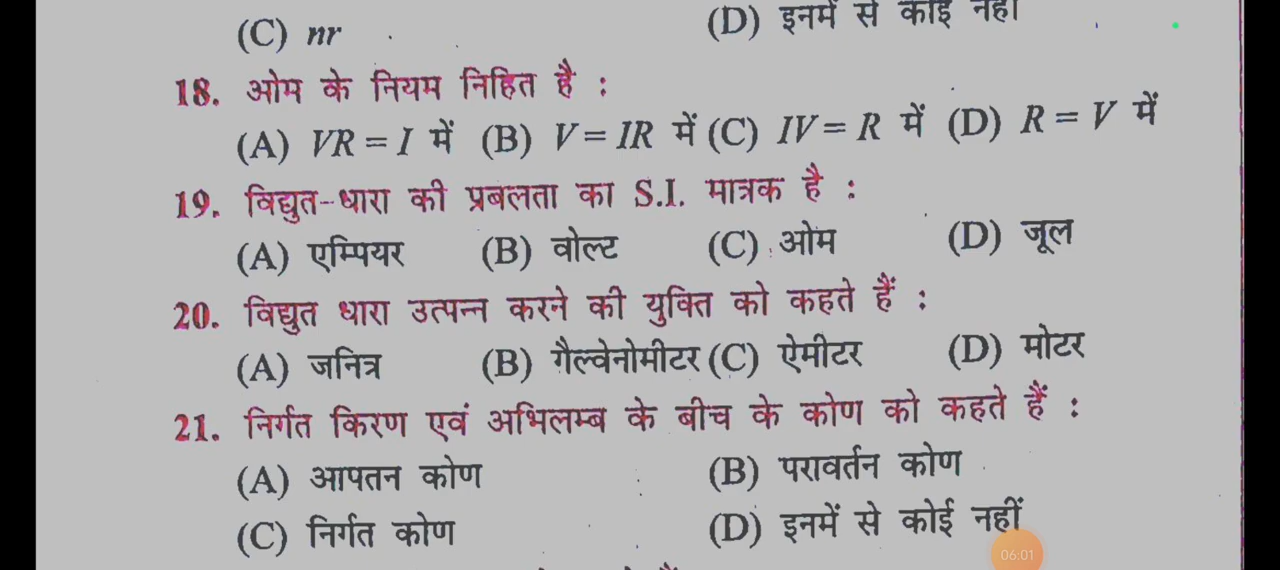 (C) nr (D) इनमें से कोई नहीं
18. ओम के नियम निहित है :
(A) VR = I में (B) V = IR में (C) IV = R में (D) R = V में
19. विद्युत-धारा की प्रबलता का S.I. मात्रक है :
(A) एम्पियर (B) वोल्ट (C) ओम (D) जूल
20. विद्युत धारा उत्पन्न करने की युक्ति को कहते हैं :
(A) जनित्र (B) गैल्वेनोमीटर (C) ऐमीटर (D) मोटर
21. निर्गत किरण एवं अभिलम्ब के बीच के कोण को कहते हैं :
(A) आपतन कोण (B) परावर्तन कोण
(C) निर्गत कोण (D) इनमें से कोई नहीं
06:01